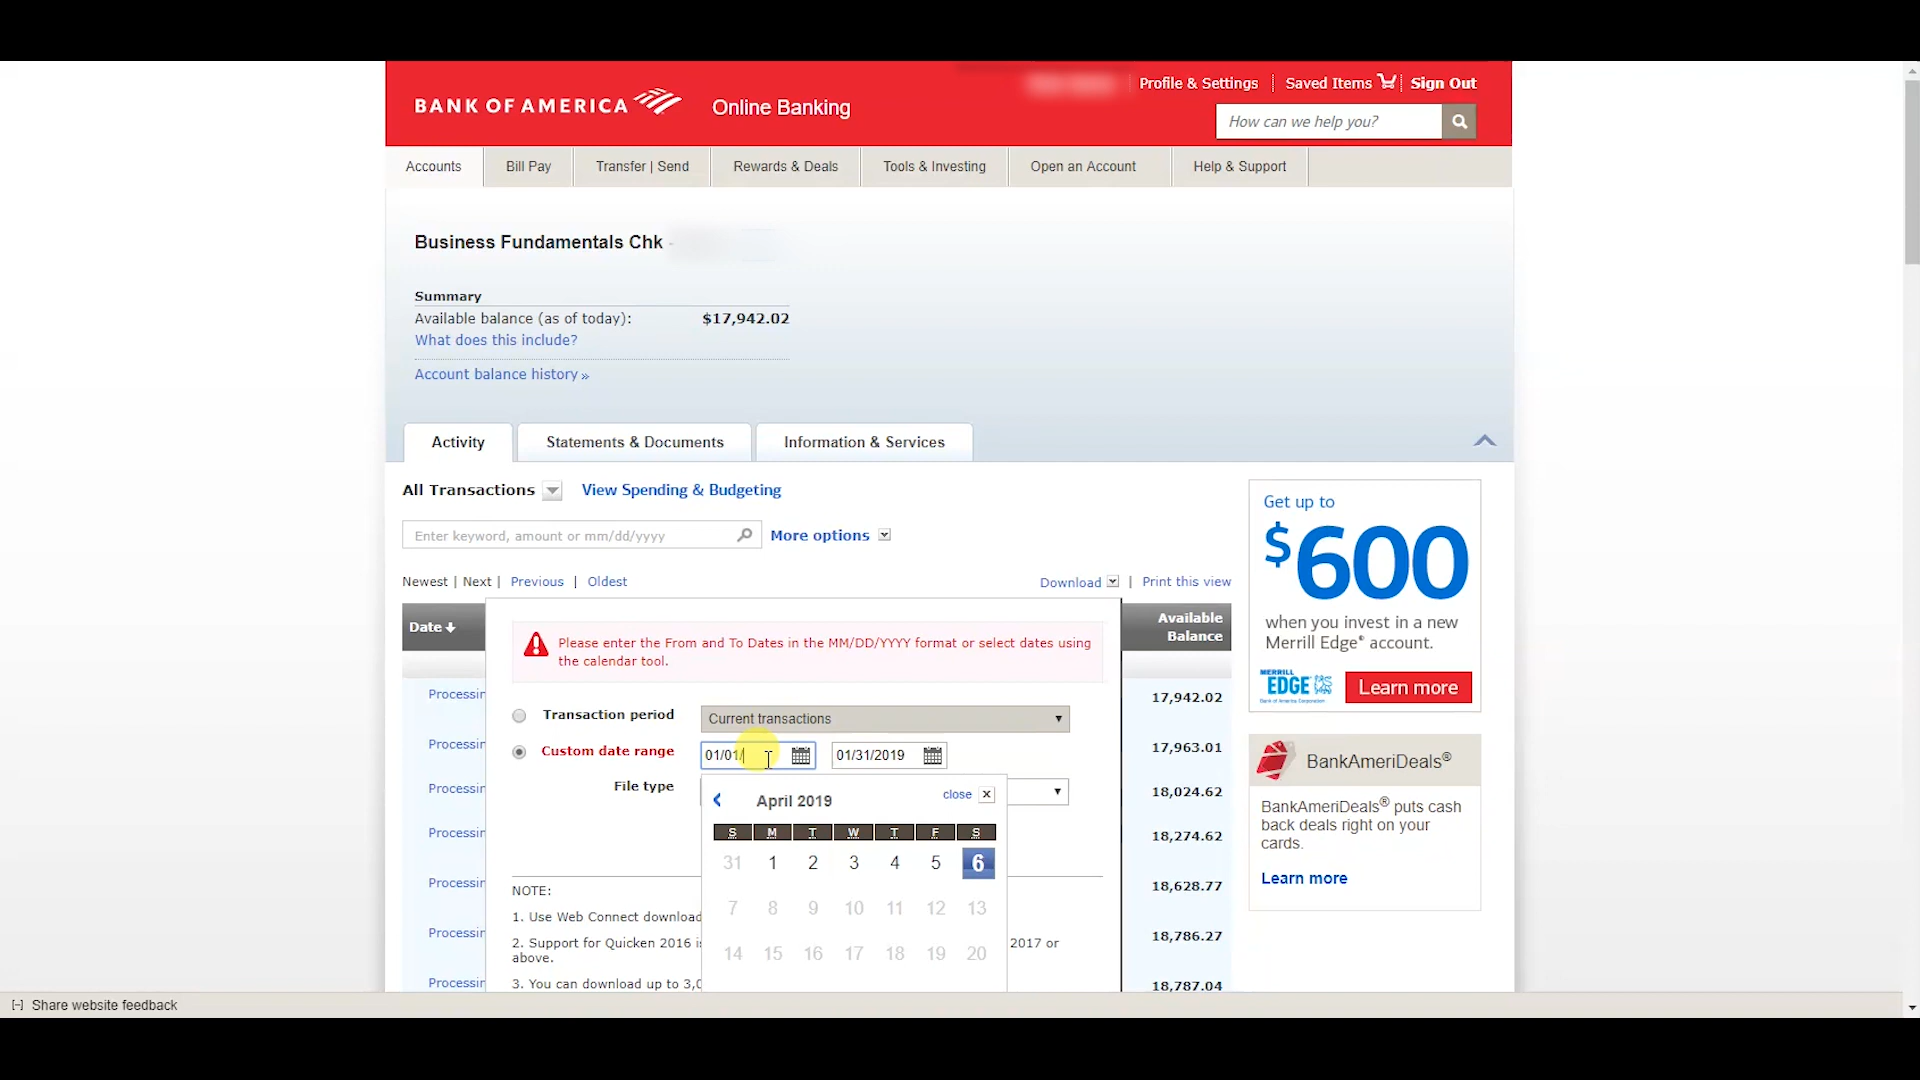 Profile & Settings | Saved Items | Sign Out
BANK OF AMERICA Online Banking
How can we help you?
Accounts
Bill Pay
Transfer | Send
Rewards & Deals
Tools & Investing
Open an Account
Help & Support
Business Fundamentals Chk -
Summary
Available balance (as of today): $17,942.02
What does this include?
Account balance history »
Activity
Statements & Documents
Information & Services
All Transactions
View Spending & Budgeting
Enter keyword, amount or mm/dd/yyyy
More options
Newest | Next | Previous | Oldest
Download | Print this view
Date
Available
Balance
Please enter the From and To Dates in the MM/DD/YYYY format or select dates using
the calendar tool.
Transaction period
Current transactions
Custom date range
01/01/
01/31/2019
File type
April 2019
close x
S M T W T F S
31 1 2 3 4 5 6
7 8 9 10 11 12 13
14 15 16 17 18 19 20
NOTE:
1. Use Web Connect download
2. Support for Quicken 2016 i
2017 or
above.
3. You can download up to 3,0
Processin
Processin
Processin
Processin
Processin
Processin
Processin
17,942.02
17,963.01
18,024.62
18,274.62
18,628.77
18,786.27
18,787.04
Get up to
$600
when you invest in a new
Merrill Edge® account.
MERRILL
EDGE
Learn more
BankAmeriDeals®
BankAmeriDeals® puts cash
back deals right on your
cards.
Learn more
[-] Share website feedback